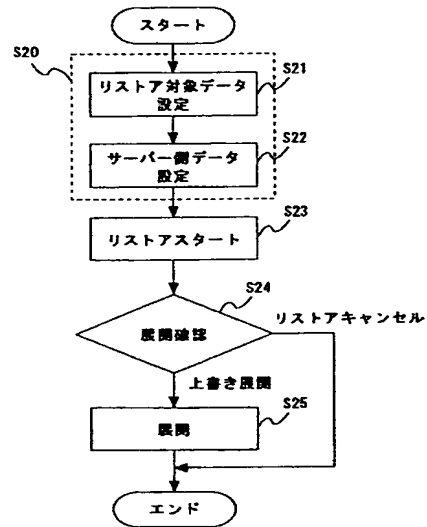 スタート
S20
S21
リストア対象データ
設定
S22
サーバー側データ
設定
S23
リストアスタート
S24
展開確認
リストアキャンセル
上書き展開
S25
展開
エンド